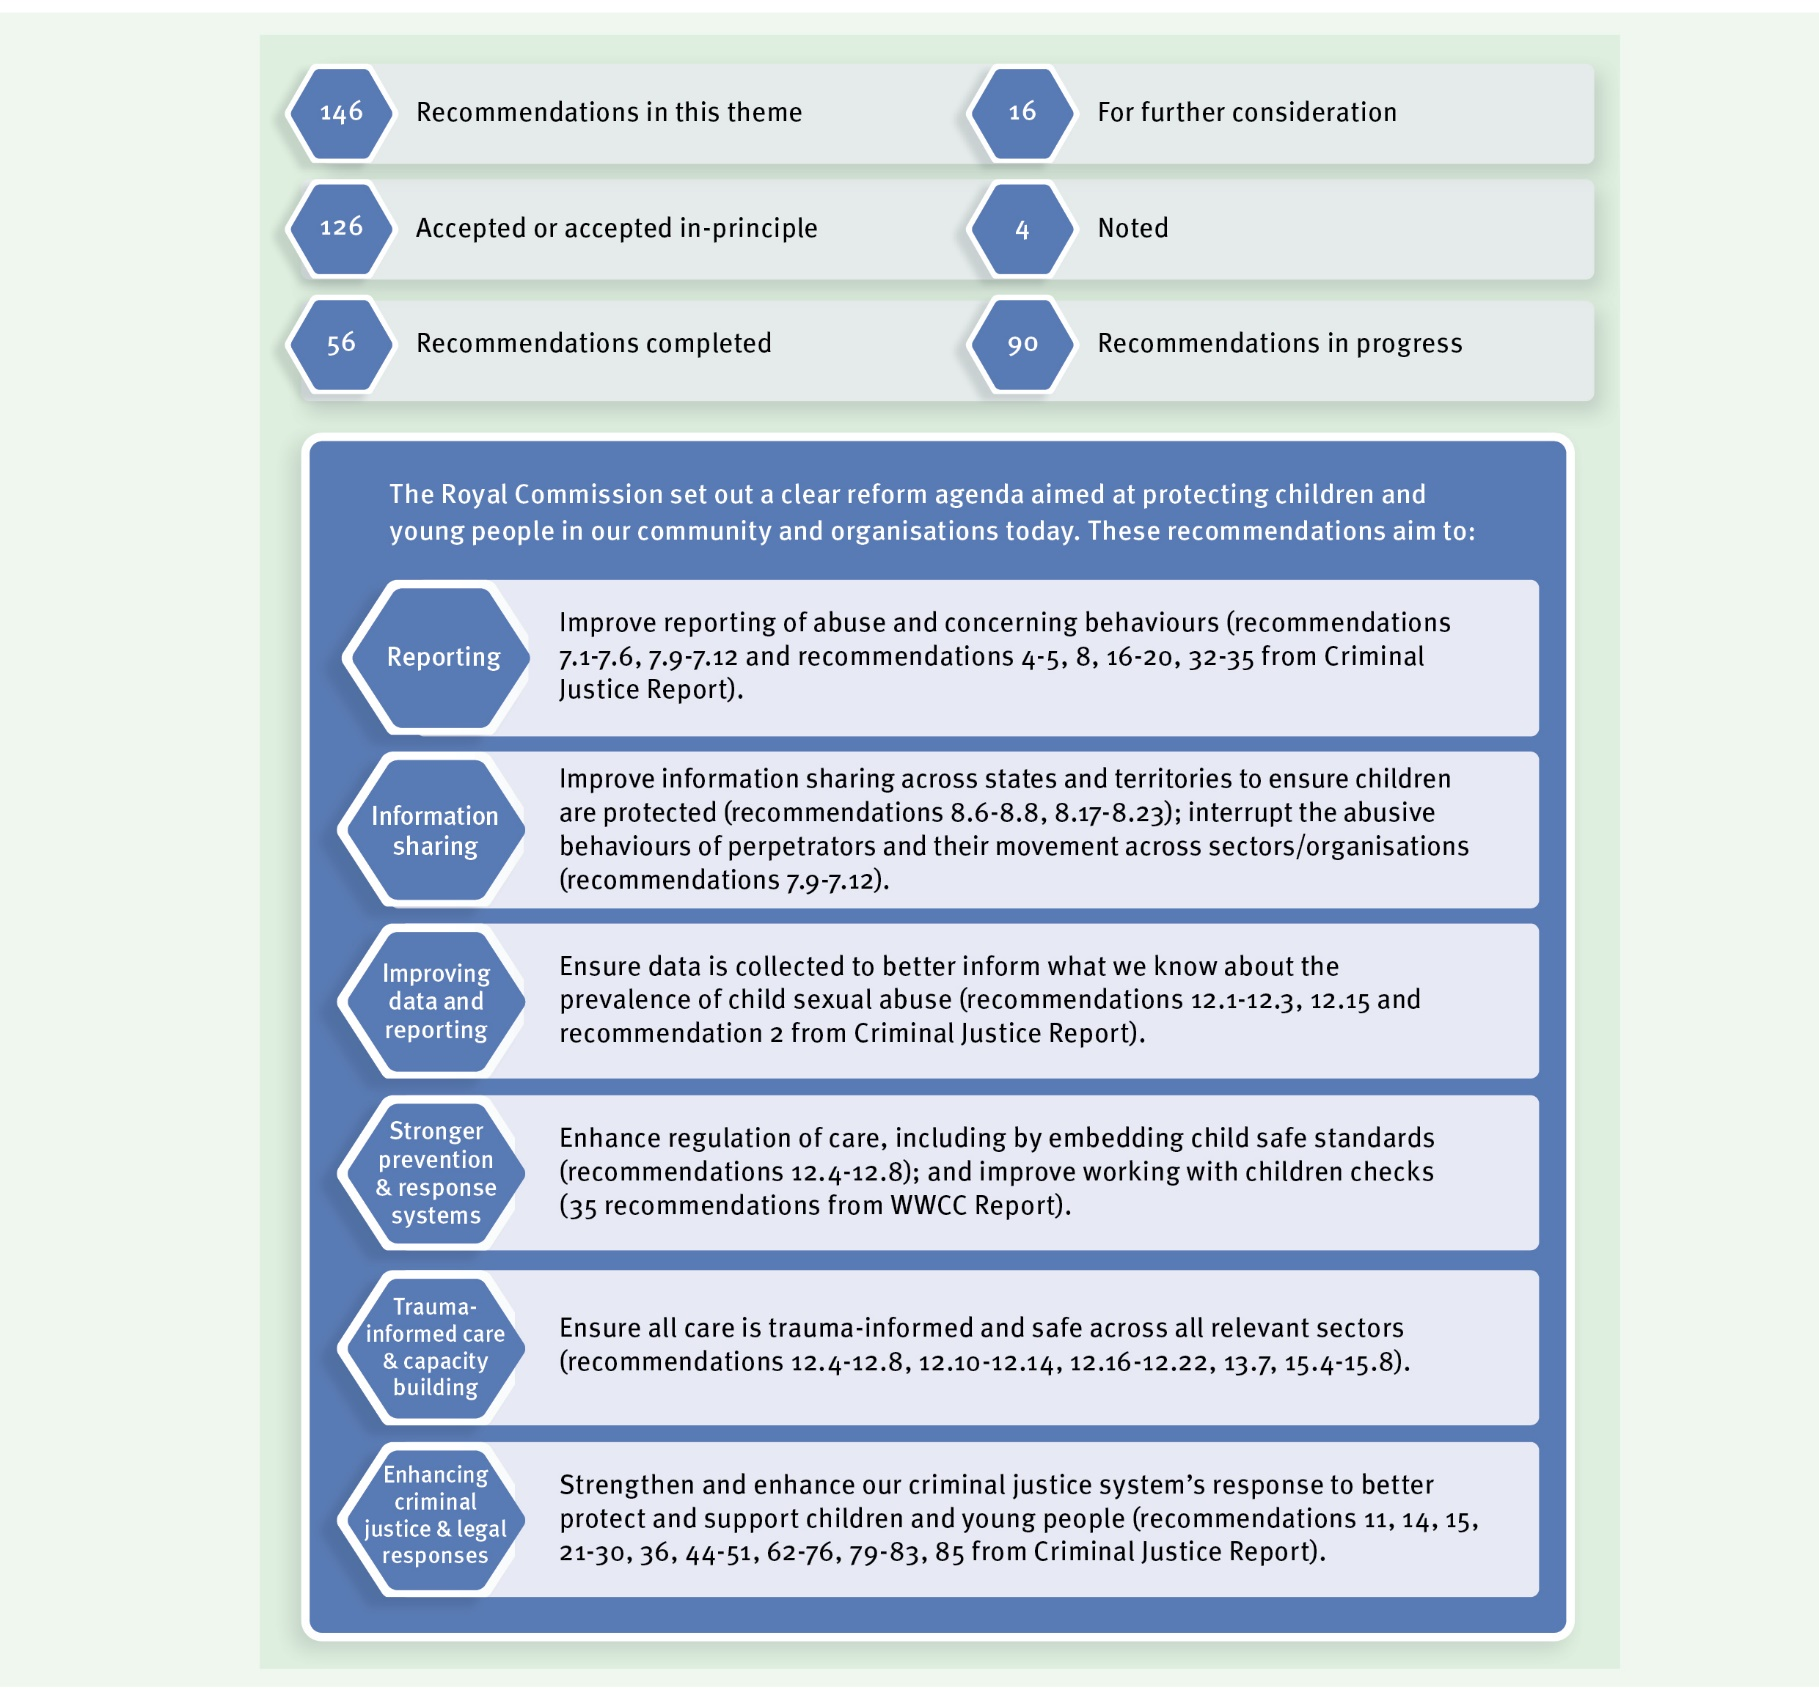 146
Recommendations in this theme
16
For further consideration
126
Accepted or accepted in-principle
4
Noted
56
Recommendations completed
90
Recommendations in progress
The Royal Commission set out a clear reform agenda aimed at protecting children and
young people in our community and organisations today. These recommendations aim to:
Reporting
Improve reporting of abuse and concerning behaviours (recommendations
7.1-7.6, 7.9-7.12 and recommendations 4-5, 8, 16-20, 32-35 from Criminal
Justice Report).
Information
sharing
Improve information sharing across states and territories to ensure children
are protected (recommendations 8.6-8.8, 8.17-8.23); interrupt the abusive
behaviours of perpetrators and their movement across sectors/organisations
(recommendations 7.9-7.12).
Improving
data and
reporting
Ensure data is collected to better inform what we know about the
prevalence of child sexual abuse (recommendations 12.1-12.3, 12.15 and
recommendation 2 from Criminal Justice Report).
Stronger
prevention
& response
systems
Enhance regulation of care, including by embedding child safe standards
(recommendations 12.4-12.8); and improve working with children checks
(35 recommendations from WWCC Report).
Trauma-
informed care
& capacity
building
Ensure all care is trauma-informed and safe across all relevant sectors
(recommendations 12.4-12.8, 12.10-12.14, 12.16-12.22, 13.7, 15.4-15.8).
Enhancing
criminal
justice & legal
responses
Strengthen and enhance our criminal justice system’s response to better
protect and support children and young people (recommendations 11, 14, 15,
21-30, 36, 44-51, 62-76, 79-83, 85 from Criminal Justice Report).